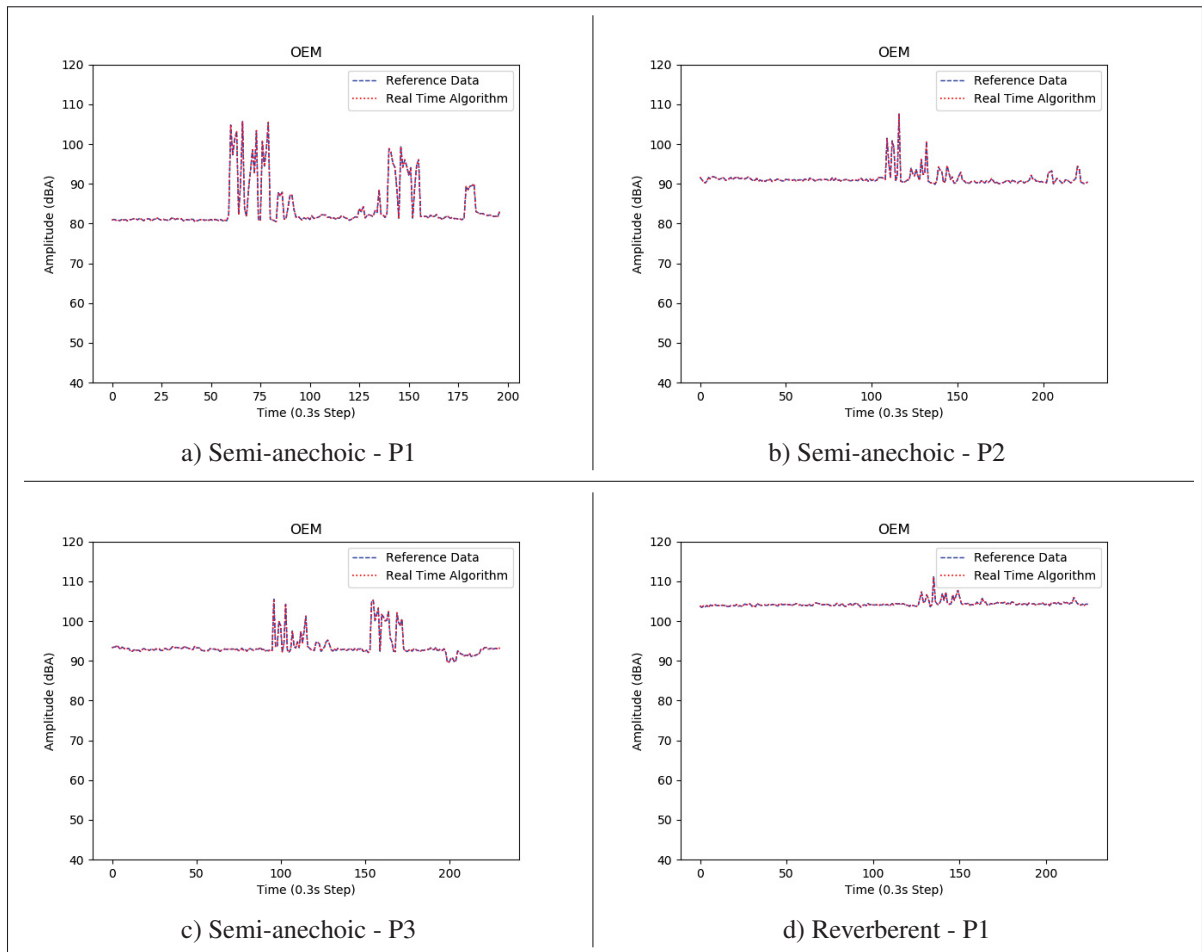 OEM
120
110
100
90
80
70
60
50
40
Amplitude (dBA)
Reference Data
Real Time Algorithm
0 25 50 75 100 125 150 175 200
Time (0.3s Step)
a) Semi-anechoic - P1
OEM
120
110
100
90
80
70
60
50
40
Amplitude (dBA)
Reference Data
Real Time Algorithm
0 50 100 150 200
Time (0.3s Step)
b) Semi-anechoic - P2
OEM
120
110
100
90
80
70
60
50
40
Amplitude (dBA)
Reference Data
Real Time Algorithm
0 50 100 150 200
Time (0.3s Step)
c) Semi-anechoic - P3
OEM
120
110
100
90
80
70
60
50
40
Amplitude (dBA)
Reference Data
Real Time Algorithm
0 50 100 150 200
Time (0.3s Step)
d) Reverberent - P1